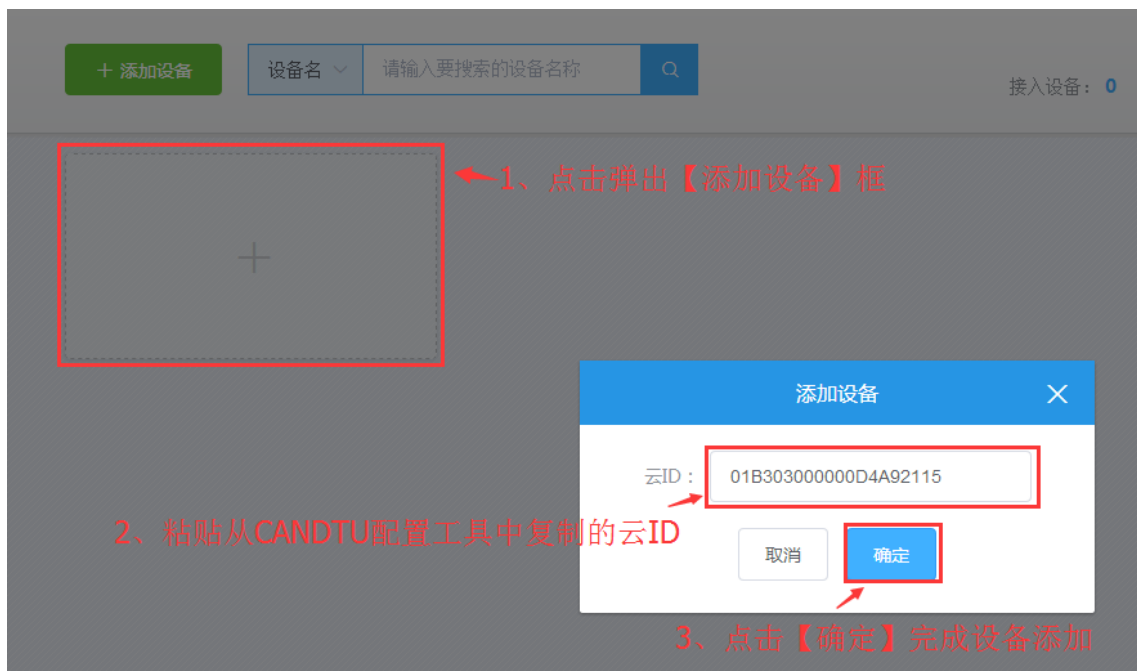 ＋ 添加设备
设备名
请输入要搜索的设备名称
接入设备： 0
1、点击弹出【添加设备】框
添加设备
云ID：
01B303000000D4A92115
2、粘贴从CANDTU配置工具中复制的云ID
取消
确定
3、点击【确定】完成设备添加